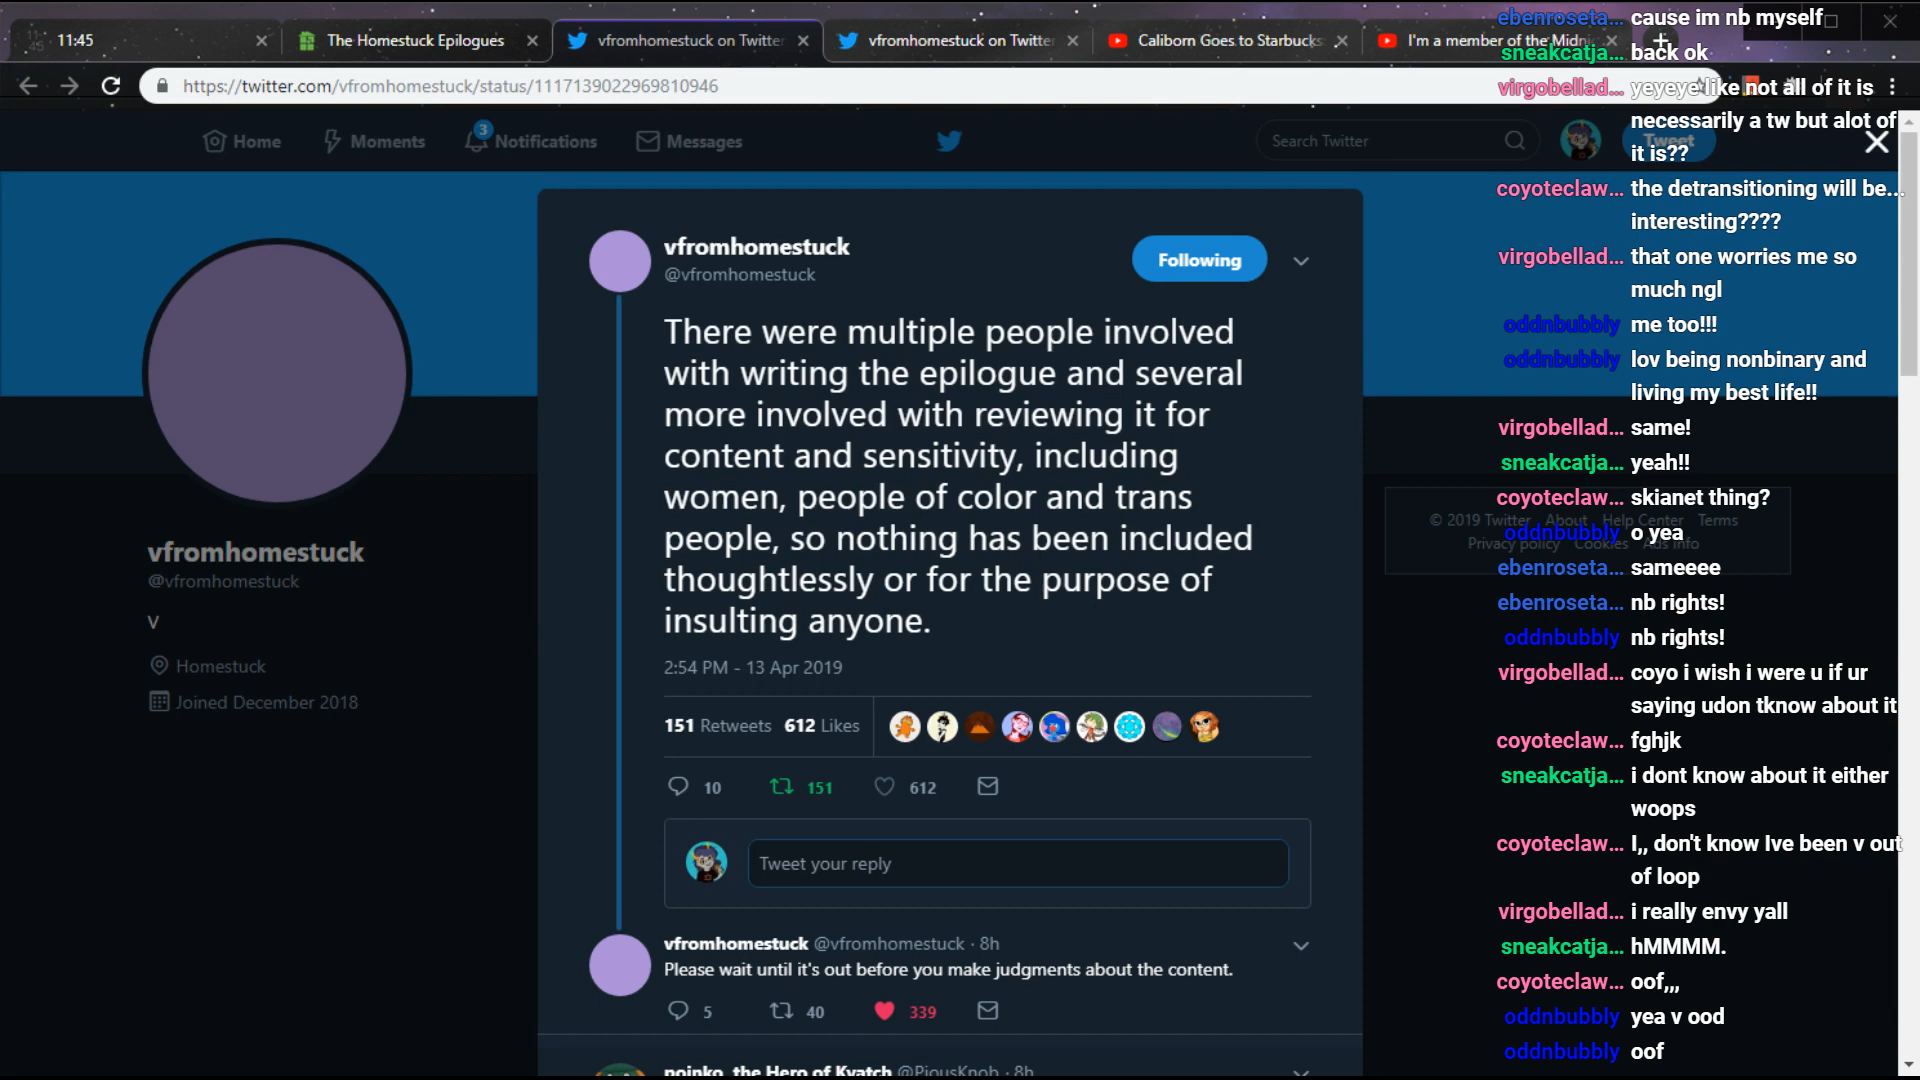 11:45
The Homestuck Epilogues
vfromhomestuck on Twitter
vfromhomestuck on Twitte
Caliborn Goes to Starbucks
I'm a member of the Midni
https://twitter.com/vfromhomestuck/status/1117139022969810946
Home
Moments
3
Notifications
Messages
Search Twitter
Tweet
vfromhomestuck
@vfromhomestuck
v
Homestuck
Joined December 2018
vfromhomestuck
@vfromhomestuck
Following
There were multiple people involved
with writing the epilogue and several
more involved with reviewing it for
content and sensitivity, including
women, people of color and trans
people, so nothing has been included
thoughtlessly or for the purpose of
insulting anyone.
2:54 PM - 13 Apr 2019
151 Retweets 612 Likes
10 151 612
Tweet your reply
vfromhomestuck @vfromhomestuck · 8h
Please wait until it's out before you make judgments about the content.
5 40 339
poinko, the Hero of Kvatch @PiousKnob · 8h
© 2019 Twitter About Help Center Terms
Privacy policy Cookies Ads info
ebenroseta... cause im nb myself
sneakcatja... back ok
virgobellad... yeyeye like not all of it is
necessarily a tw but alot of
it is??
coyoteclaw... the detransitioning will be...
interesting????
virgobellad... that one worries me so
much ngl
oddnbubbly me too!!!
oddnbubbly lov being nonbinary and
living my best life!!
virgobellad... same!
sneakcatja... yeah!!
coyoteclaw... skianet thing?
oddnbubbly o yea
ebenroseta... sameeee
ebenroseta... nb rights!
oddnbubbly nb rights!
virgobellad... coyo i wish i were u if ur
saying udon tknow about it
coyoteclaw... fghjk
sneakcatja... i dont know about it either
woops
coyoteclaw... I,, don't know Ive been v out
of loop
virgobellad... i really envy yall
sneakcatja... hMMMM.
coyoteclaw... oof,,,
oddnbubbly yea v ood
oddnbubbly oof